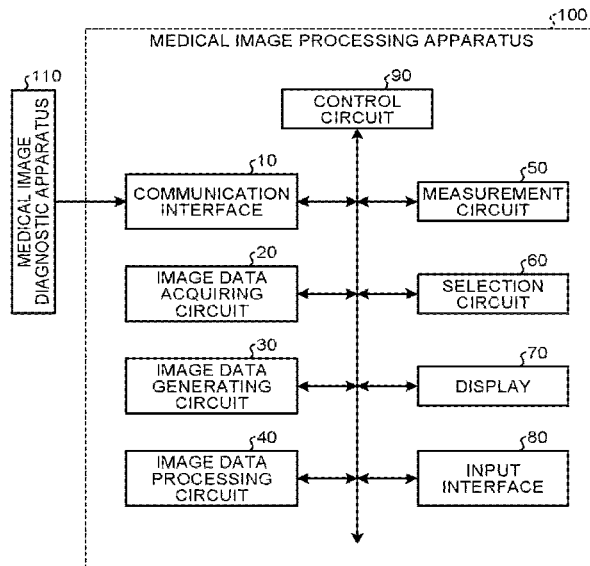 100
MEDICAL IMAGE PROCESSING APPARATUS
110
MEDICAL IMAGE
DIAGNOSTIC APPARATUS
90
CONTROL
CIRCUIT
10
COMMUNICATION
INTERFACE
50
MEASUREMENT
CIRCUIT
20
IMAGE DATA
ACQUIRING
CIRCUIT
60
SELECTION
CIRCUIT
30
IMAGE DATA
GENERATING
CIRCUIT
70
DISPLAY
40
IMAGE DATA
PROCESSING
CIRCUIT
80
INPUT
INTERFACE